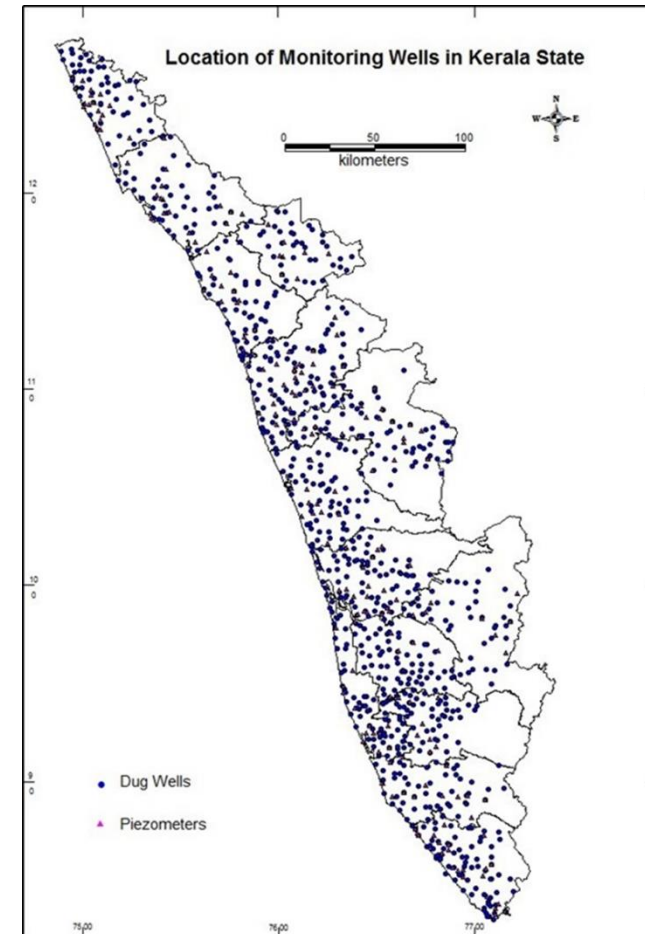 Location of Monitoring Wells in Kerala State
N
W E
S
0 50 100
kilometers
12
0
11
0
10
0
9
0
Dug Wells
Piezometers
75:00 76:00 77:00